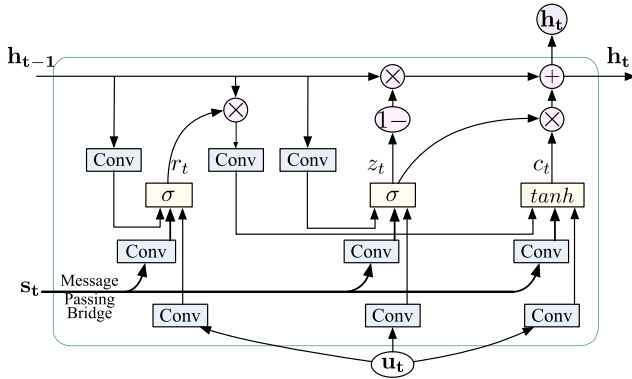 h_t
h_{t-1}
h_t
× +
× 1− ×
Conv r_t Conv Conv z_t c_t
σ σ tanh
Conv Conv Conv
s_t Message
Passing
Bridge
Conv Conv Conv
u_t